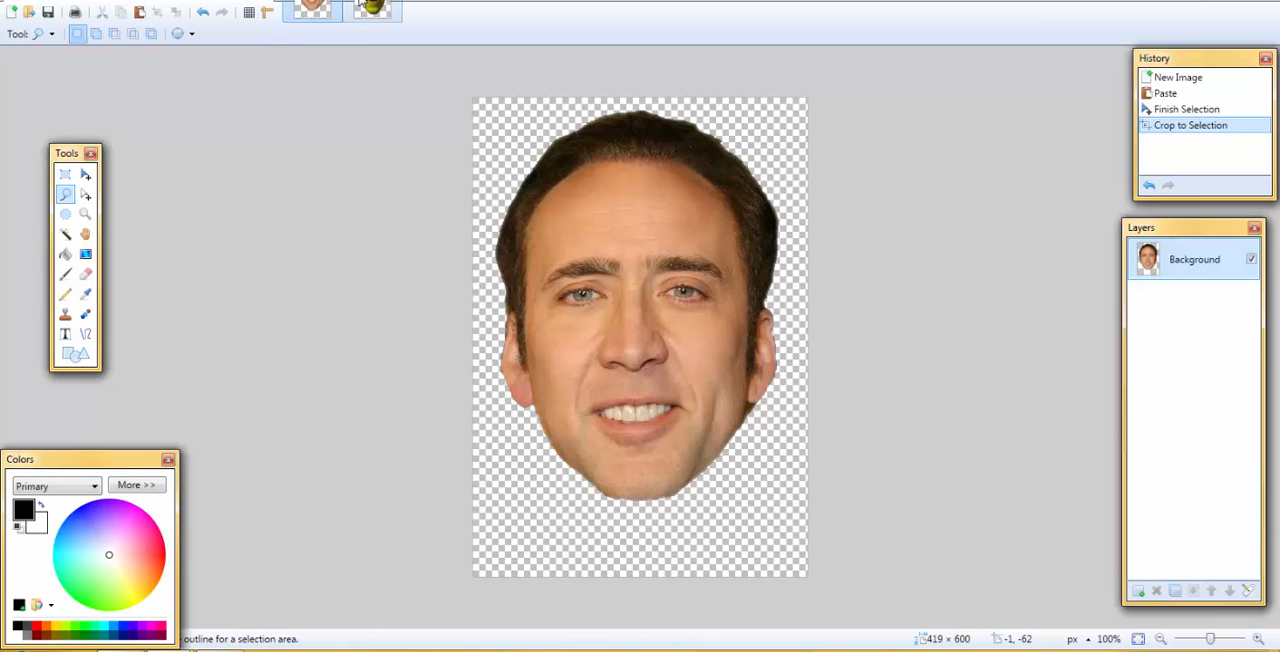 Tool:
History
New Image
Paste
Finish Selection
Crop to Selection
Tools
Layers
Background
Colors
Primary
More >>
outline for a selection area.
419 × 600
-1, -62
px
100%